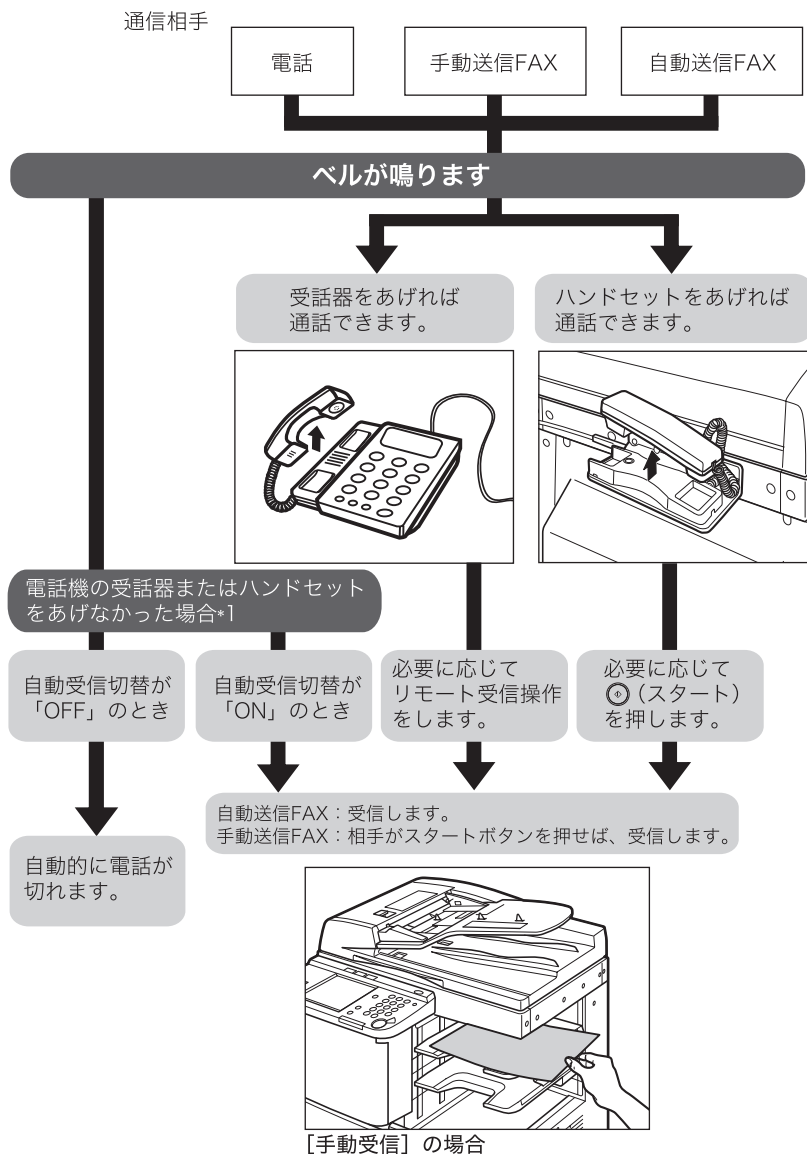 通信相手
電話
手動送信FAX
自動送信FAX
ベルが鳴ります
受話器をあげれば
通話できます。
ハンドセットをあげれば
通話できます。
電話機の受話器またはハンドセット
をあげなかった場合*1
自動受信切替が
「OFF」のとき
自動受信切替が
「ON」のとき
必要に応じて
リモート受信操作
をします。
必要に応じて
(スタート)
を押します。
自動送信FAX：受信します。
手動送信FAX：相手がスタートボタンを押せば、受信します。
自動的に電話が
切れます。
[手動受信] の場合